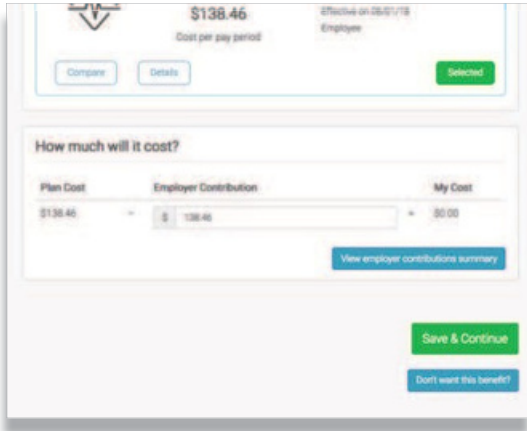 $138.46
Cost per pay period
Effective on 08/01/18
Employee
Compare
Details
Selected
How much will it cost?
Plan Cost
Employer Contribution
My Cost
$138.46
-
$ 138.46
=
$0.00
View employer contributions summary
Save & Continue
Don't want this benefit?